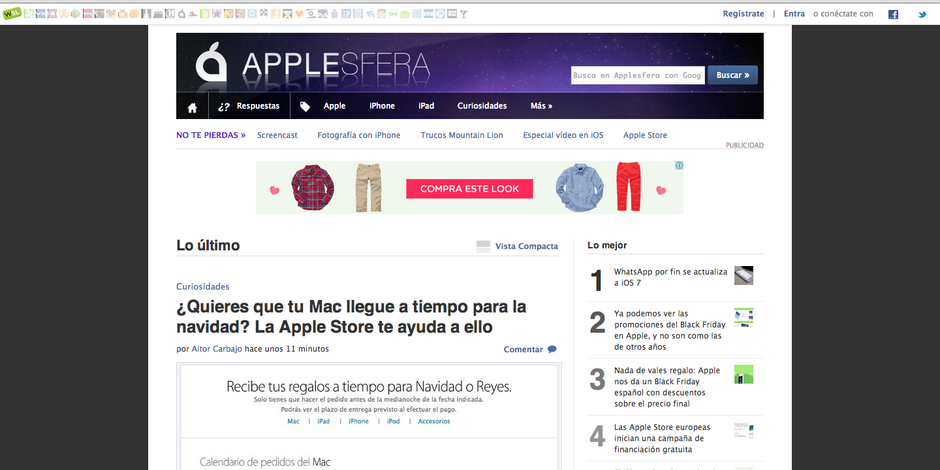 WSL
Regístrate | Entra o conéctate con
APPLESFERA
Busca en Applesfera con Goog
Buscar »
¿? Respuestas
Apple iPhone iPad Curiosidades Más »
NO TE PIERDAS » Screencast Fotografía con iPhone Trucos Mountain Lion Especial vídeo en iOS Apple Store
PUBLICIDAD
COMPRA ESTE LOOK
Lo último
Vista Compacta
Curiosidades
¿Quieres que tu Mac llegue a tiempo para la
navidad? La Apple Store te ayuda a ello
por Aitor Carbajo hace unos 11 minutos
Comentar
Recibe tus regalos a tiempo para Navidad o Reyes.
Solo tienes que hacer el pedido antes de la medianoche de la fecha indicada.
Podrás ver el plazo de entrega previsto al efectuar el pago.
Mac | iPad | iPhone | iPod | Accesorios
Calendario de pedidos del Mac
Lo mejor
1 WhatsApp por fin se actualiza
a iOS 7
2 Ya podemos ver las
promociones del Black Friday
en Apple, y no son como las
de otros años
3 Nada de vales regalo: Apple
nos da un Black Friday
español con descuentos
sobre el precio final
4 Las Apple Store europeas
inician una campaña de
financiación gratuita